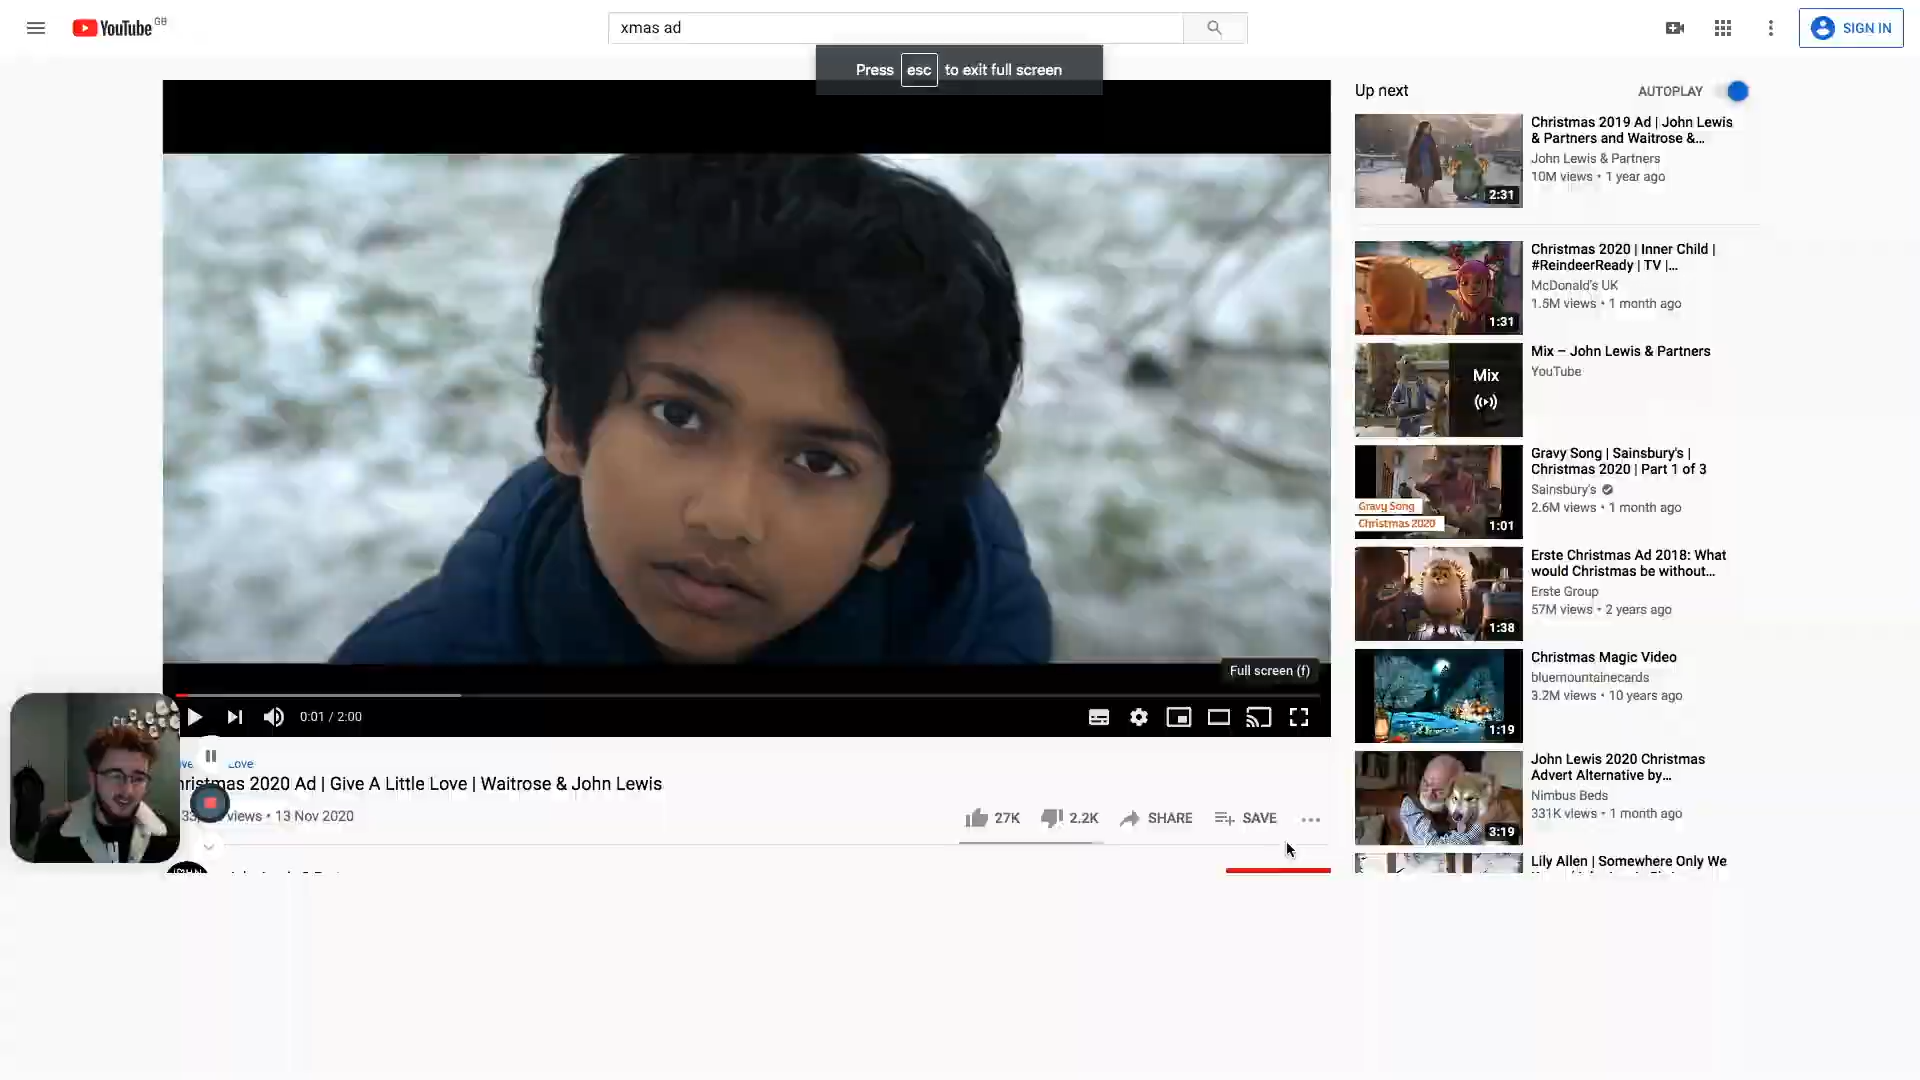 YouTube GB
xmas ad
SIGN IN
Press esc to exit full screen
Up next
AUTOPLAY
2:31
Christmas 2019 Ad | John Lewis
& Partners and Waitrose &...
John Lewis & Partners
10M views • 1 year ago
1:31
Christmas 2020 | Inner Child |
#ReindeerReady | TV |...
McDonald's UK
1.5M views • 1 month ago
Mix
Mix – John Lewis & Partners
YouTube
Gravy Song
Christmas 2020
1:01
Gravy Song | Sainsbury's |
Christmas 2020 | Part 1 of 3
Sainsbury's
2.6M views • 1 month ago
1:38
Erste Christmas Ad 2018: What
would Christmas be without...
Erste Group
57M views • 2 years ago
1:19
Christmas Magic Video
bluemountainecards
3.2M views • 10 years ago
3:19
John Lewis 2020 Christmas
Advert Alternative by...
Nimbus Beds
331K views • 1 month ago
Lily Allen | Somewhere Only We
Full screen (f)
0:01 / 2:00
Love
hristmas 2020 Ad | Give A Little Love | Waitrose & John Lewis
views • 13 Nov 2020
27K
2.2K
SHARE
SAVE